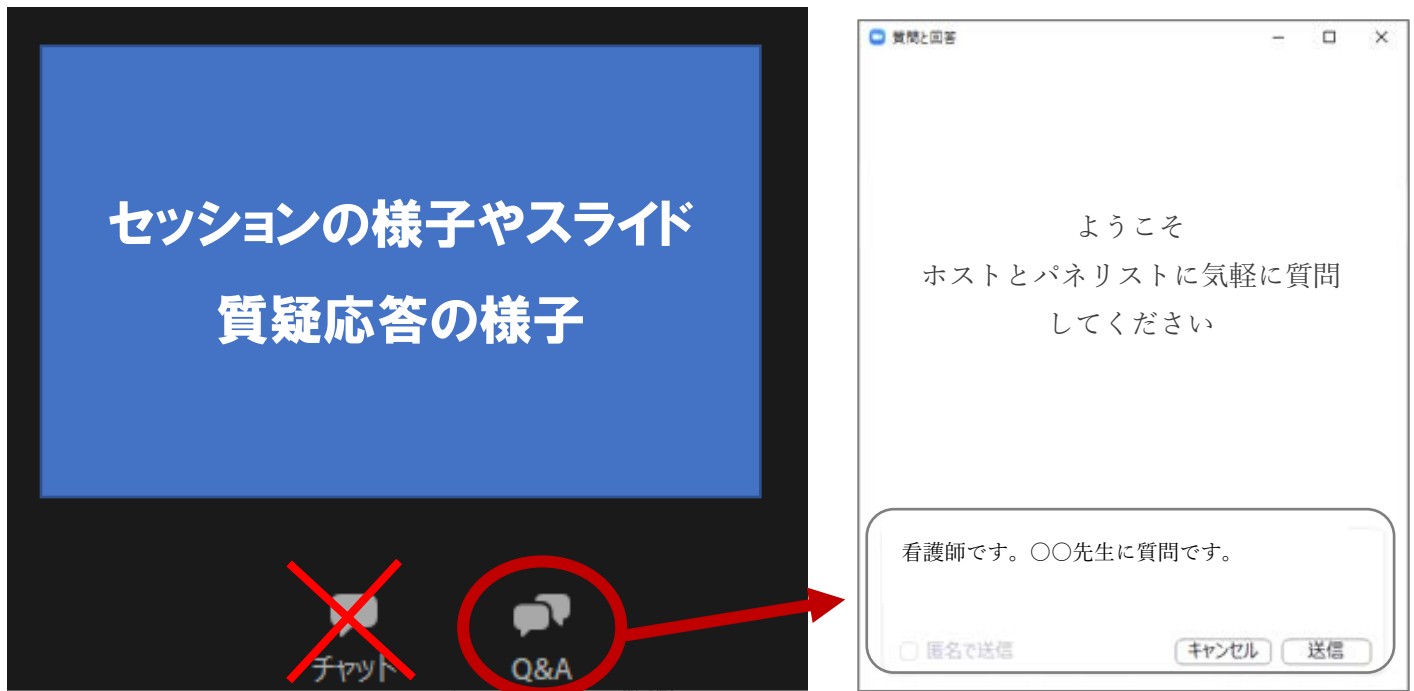 セッションの様子やスライド
質疑応答の様子
チャット
Q&A
質問と回答
ようこそ
ホストとパネリストに気軽に質問
してください
看護師です。〇〇先生に質問です。
匿名で送信
キャンセル
送信